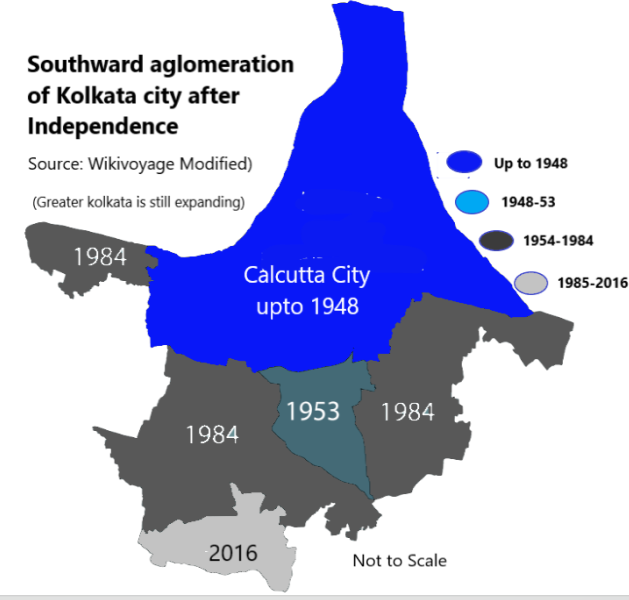 Southward aglomeration
of Kolkata city after
Independence
Source: Wikivoyage Modified)
(Greater kolkata is still expanding)
Up to 1948
1948-53
1954-1984
1985-2016
1984
Calcutta City
upto 1948
1984
1953
1984
2016
Not to Scale